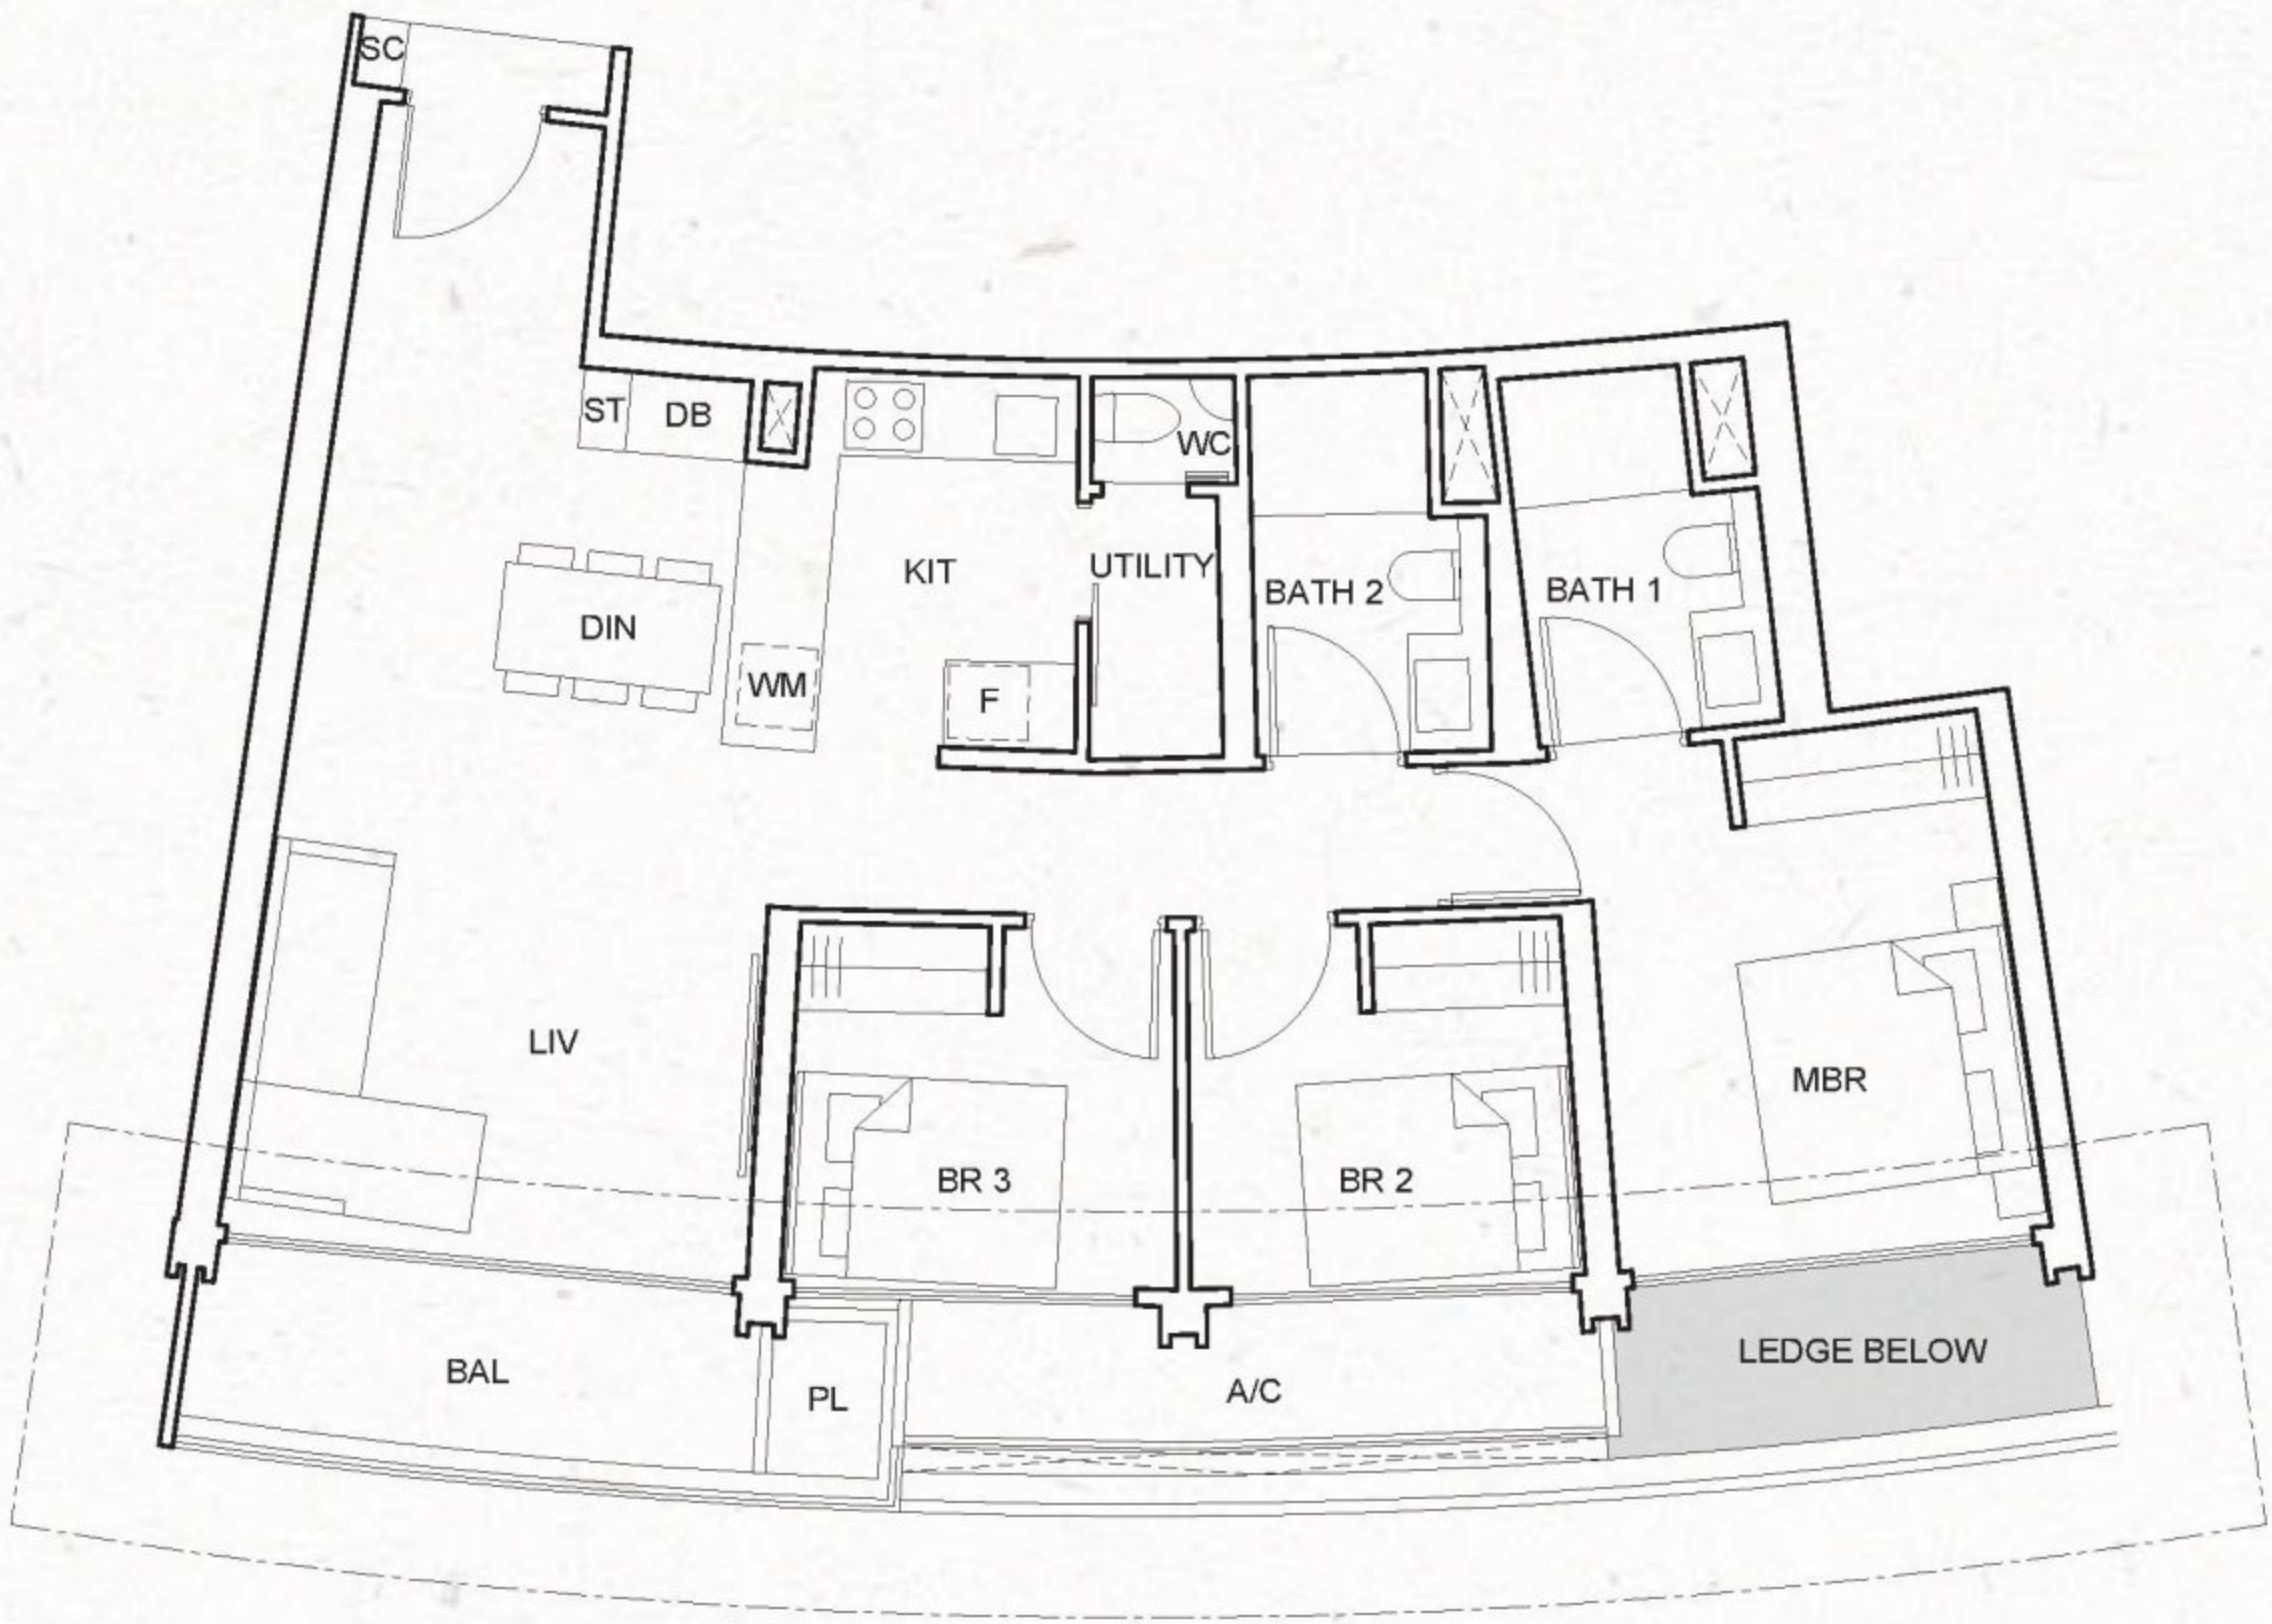 SC
ST
DB
WC
KIT
UTILITY
BATH 2
BATH 1
DIN
WM
F
LIV
MBR
BR 3
BR 2
BAL
PL
A/C
LEDGE BELOW